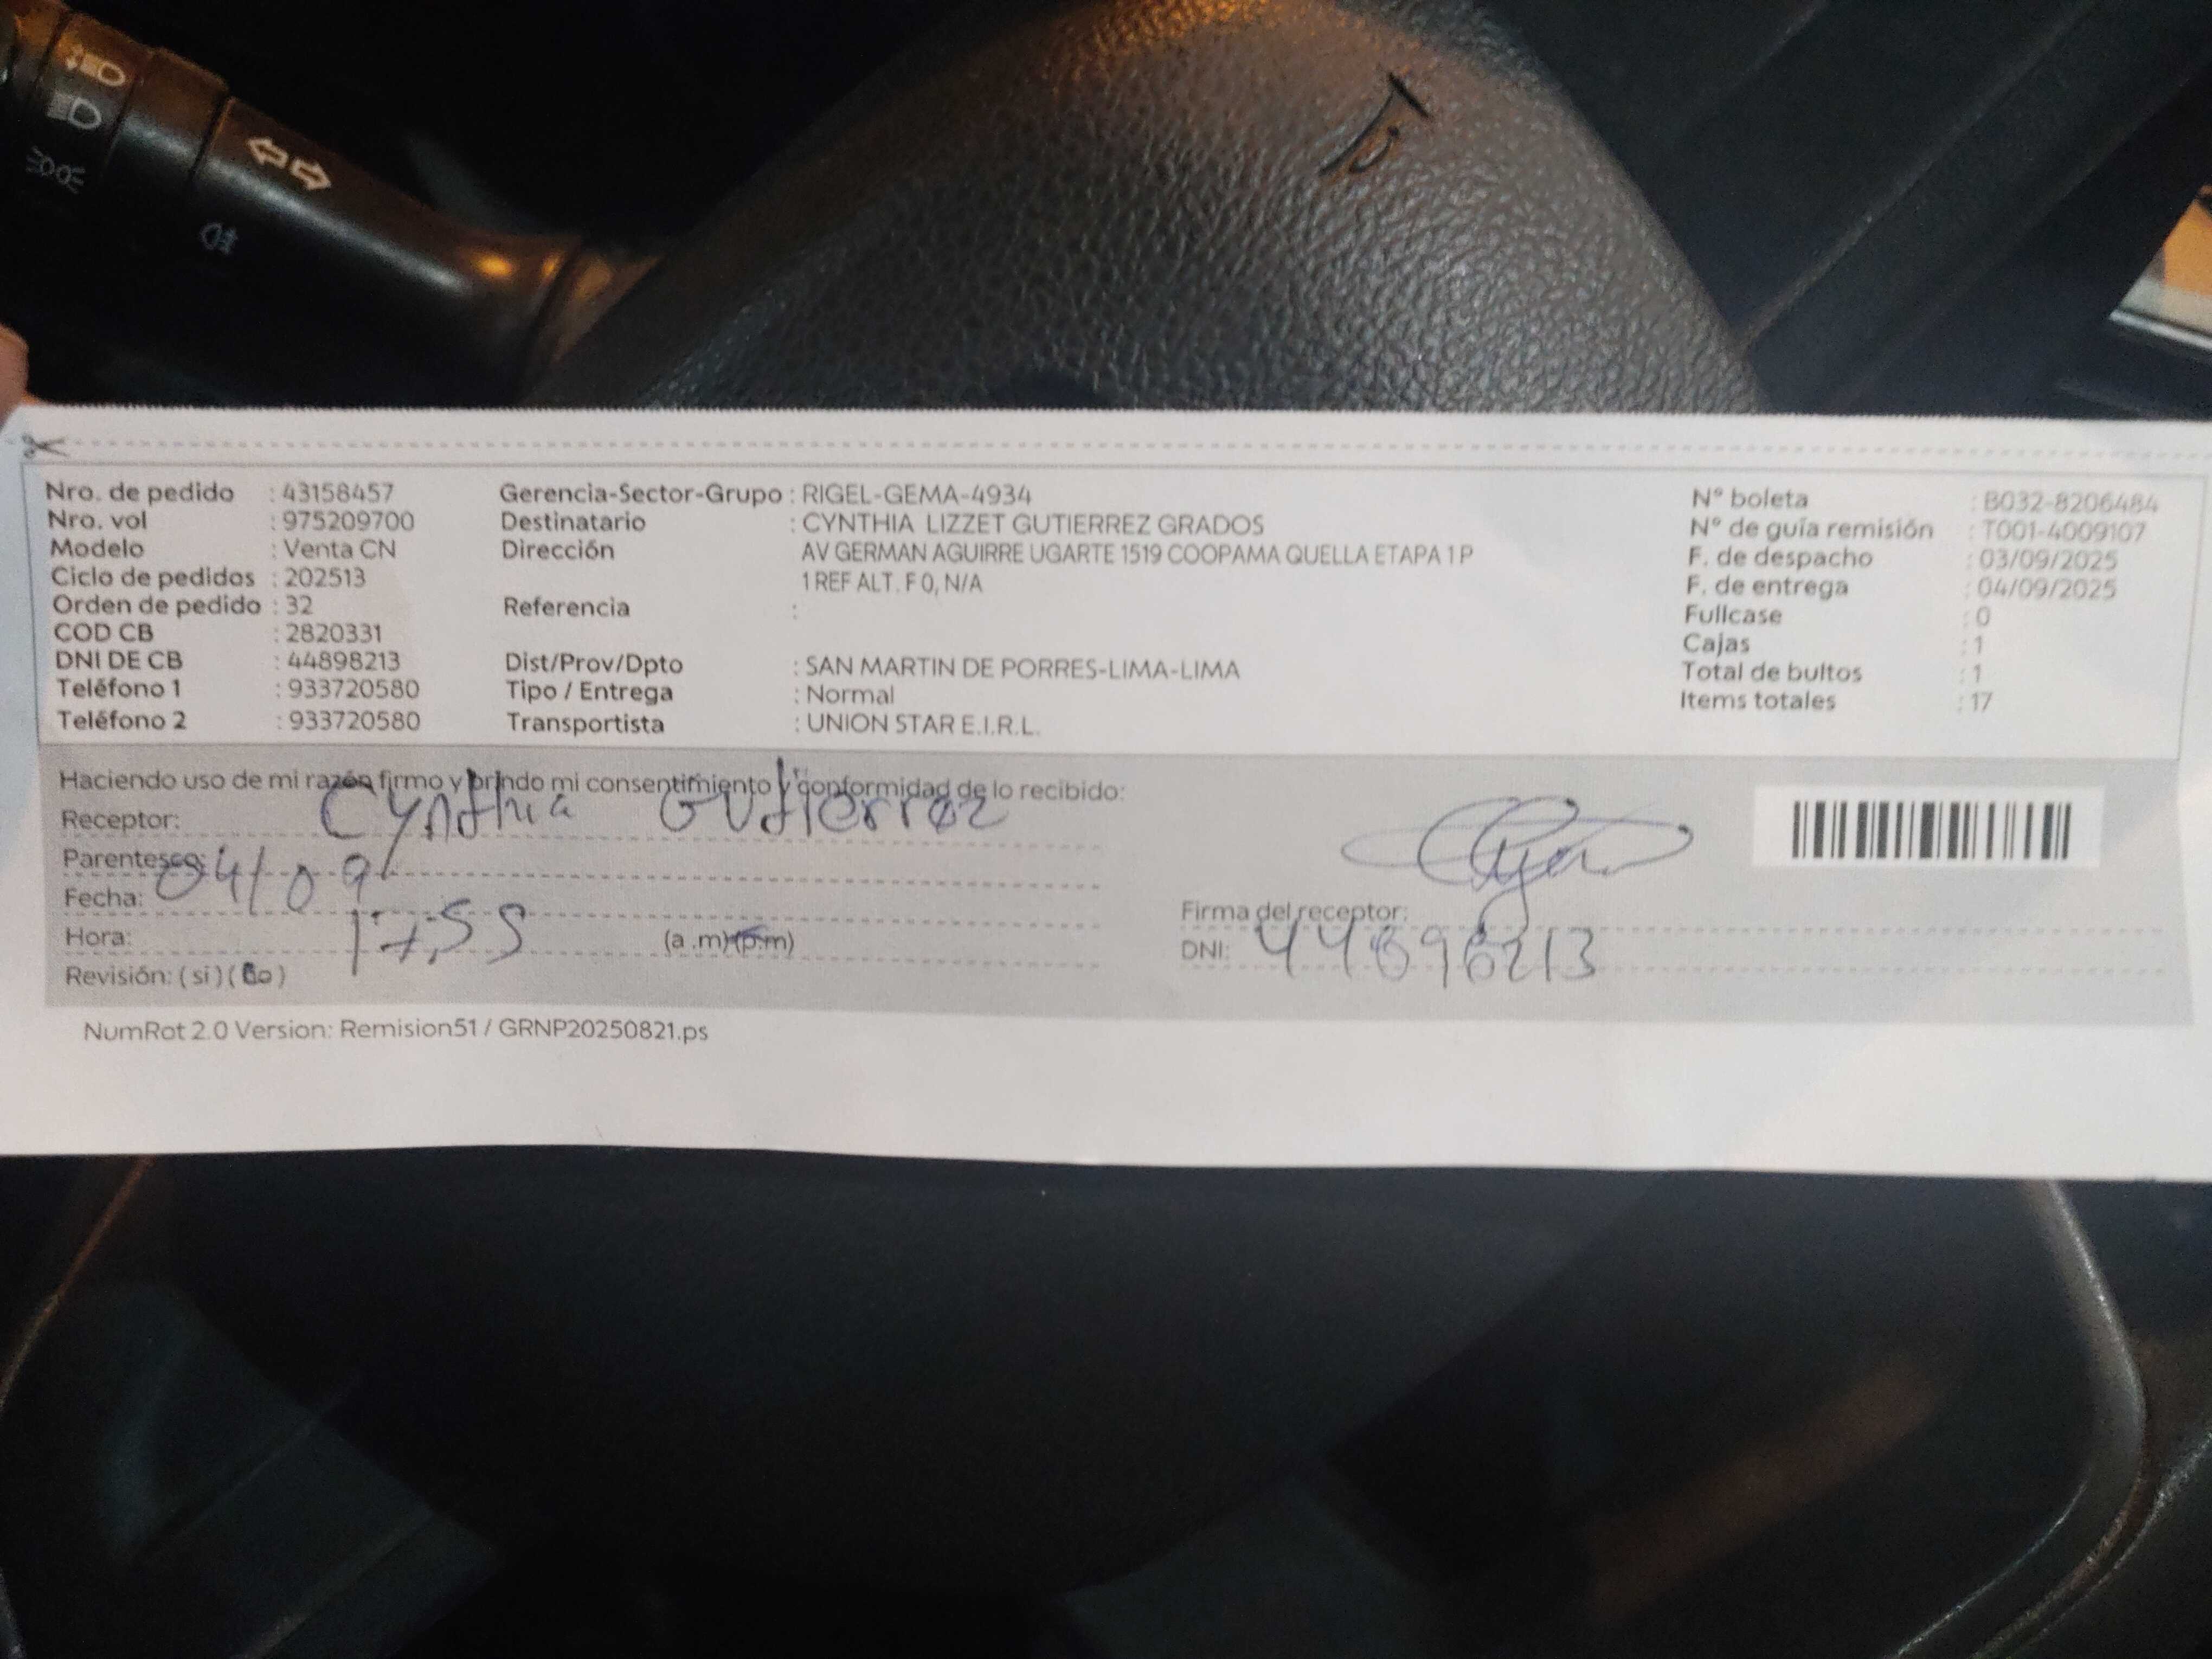 Nro. de pedido : 43158457 Gerencia-Sector-Grupo : RIGEL-GEMA-4934 N° boleta : B032-8206484
Nro. vol : 975209700 Destinatario : CYNTHIA LIZZET GUTIERREZ GRADOS N° de guía remisión : T001-4009107
Modelo : Venta CN Dirección AV GERMAN AGUIRRE UGARTE 1519 COOPAMA QUELLA ETAPA 1 P F. de despacho : 03/09/2025
Ciclo de pedidos : 202513 1 REF ALT. F 0, N/A F. de entrega : 04/09/2025
Orden de pedido : 32 Referencia : Fullcase : 0
COD CB : 2820331 Cajas : 1
DNI DE CB : 44898213 Dist/Prov/Dpto : SAN MARTIN DE PORRES-LIMA-LIMA Total de bultos : 1
Teléfono 1 : 933720580 Tipo / Entrega : Normal Items totales : 17
Teléfono 2 : 933720580 Transportista : UNION STAR E.I.R.L.
Haciendo uso de mi razón firmo y brindo mi consentimiento y conformidad de lo recibido:
Receptor: Cynthia Gutierrez
Parentesco:
Fecha: 04/09
Firma del receptor:
Hora: 17:55 (a .m) (p.m)
DNI: 44898213
Revisión: ( si ) ( no )
NumRot 2.0 Version: Remision51 / GRNP20250821.ps